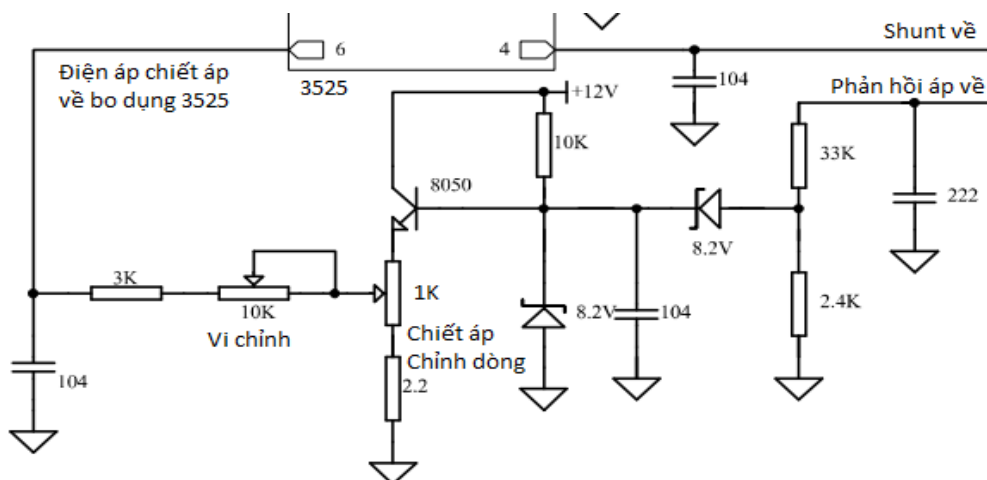 6
4
Shunt về
Điện áp chiết áp
về bo dụng 3525
3525
104
Phản hồi áp về
+12V
10K
33K
8050
222
8.2V
3K
10K
1K
8.2V
104
2.4K
Vi chỉnh
Chiết áp
Chỉnh dòng
104
2.2